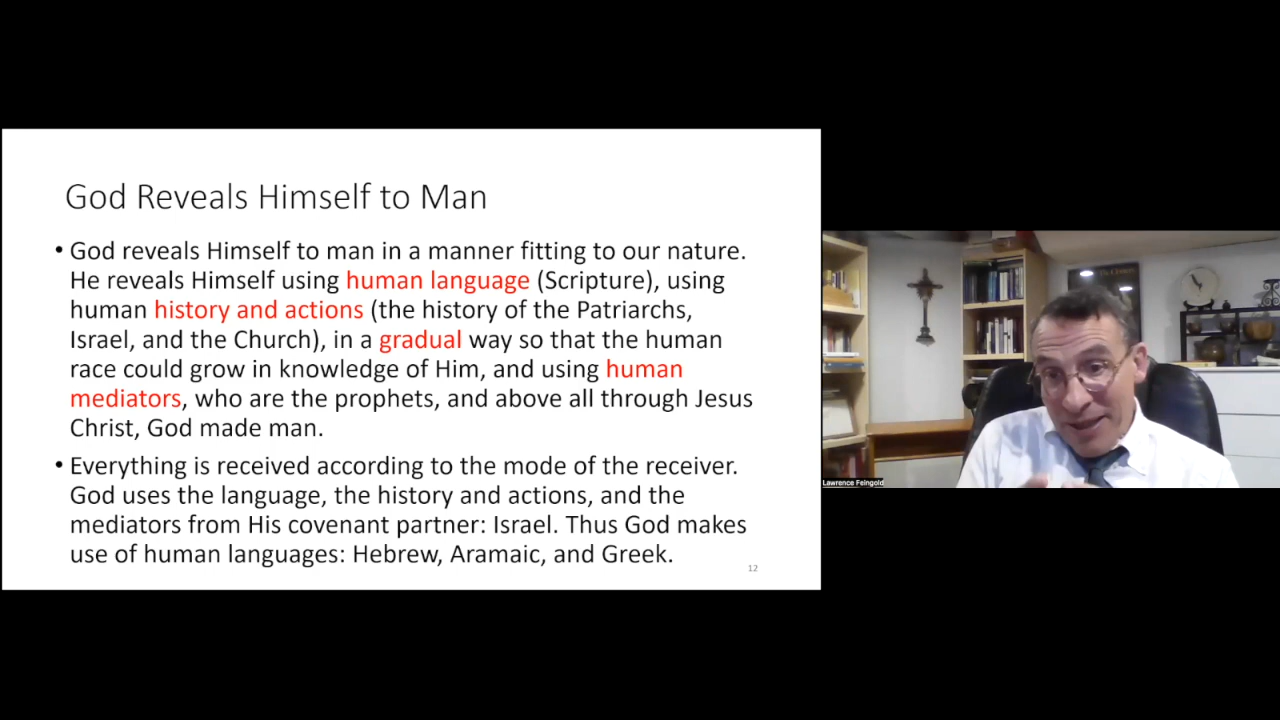 God Reveals Himself to Man
• God reveals Himself to man in a manner fitting to our nature.
He reveals Himself using human language (Scripture), using
human history and actions (the history of the Patriarchs,
Israel, and the Church), in a gradual way so that the human
race could grow in knowledge of Him, and using human
mediators, who are the prophets, and above all through Jesus
Christ, God made man.
• Everything is received according to the mode of the receiver.
God uses the language, the history and actions, and the
mediators from His covenant partner: Israel. Thus God makes
use of human languages: Hebrew, Aramaic, and Greek.
12
Lawrence Feingold